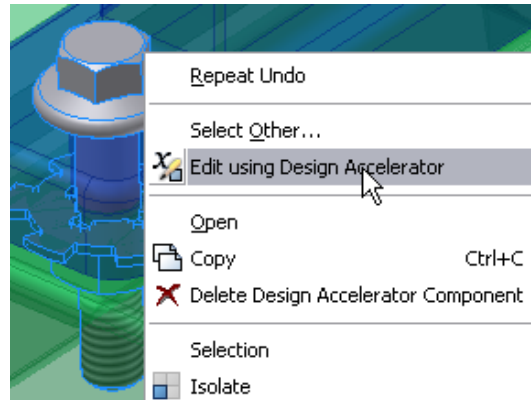 Repeat Undo
Select Other...
Edit using Design Accelerator
Open
Copy Ctrl+C
Delete Design Accelerator Component
Selection
Isolate